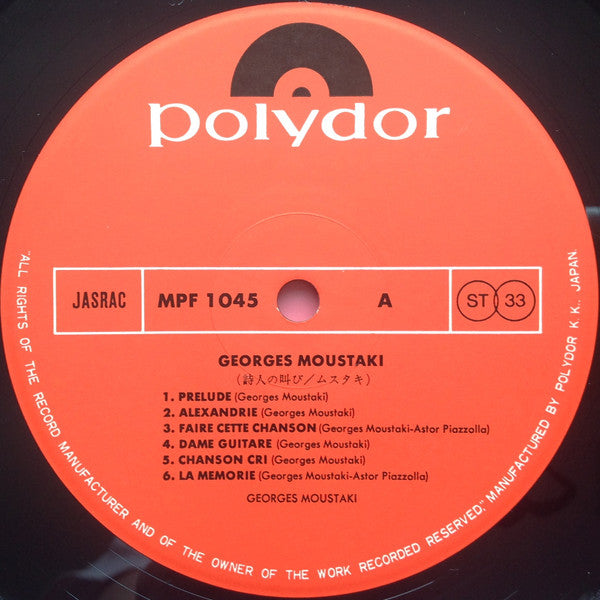 polydor
JASRAC MPF 1045 A ST 33
GEORGES MOUSTAKI
(詩人の叫び/ムスタキ)
1. PRELUDE (Georges Moustaki)
2. ALEXANDRIE (Georges Moustaki)
3. FAIRE CETTE CHANSON (Georges Moustaki-Astor Piazzolla)
4. DAME GUITARE (Georges Moustaki)
5. CHANSON CRI (Georges Moustaki)
6. LA MEMORIE (Georges Moustaki-Astor Piazzolla)
GEORGES MOUSTAKI
"ALL RIGHTS OF THE RECORD MANUFACTURER AND OF THE OWNER OF THE WORK RECORDED RESERVED," MANUFACTURED BY POLYDOR K.K., JAPAN.